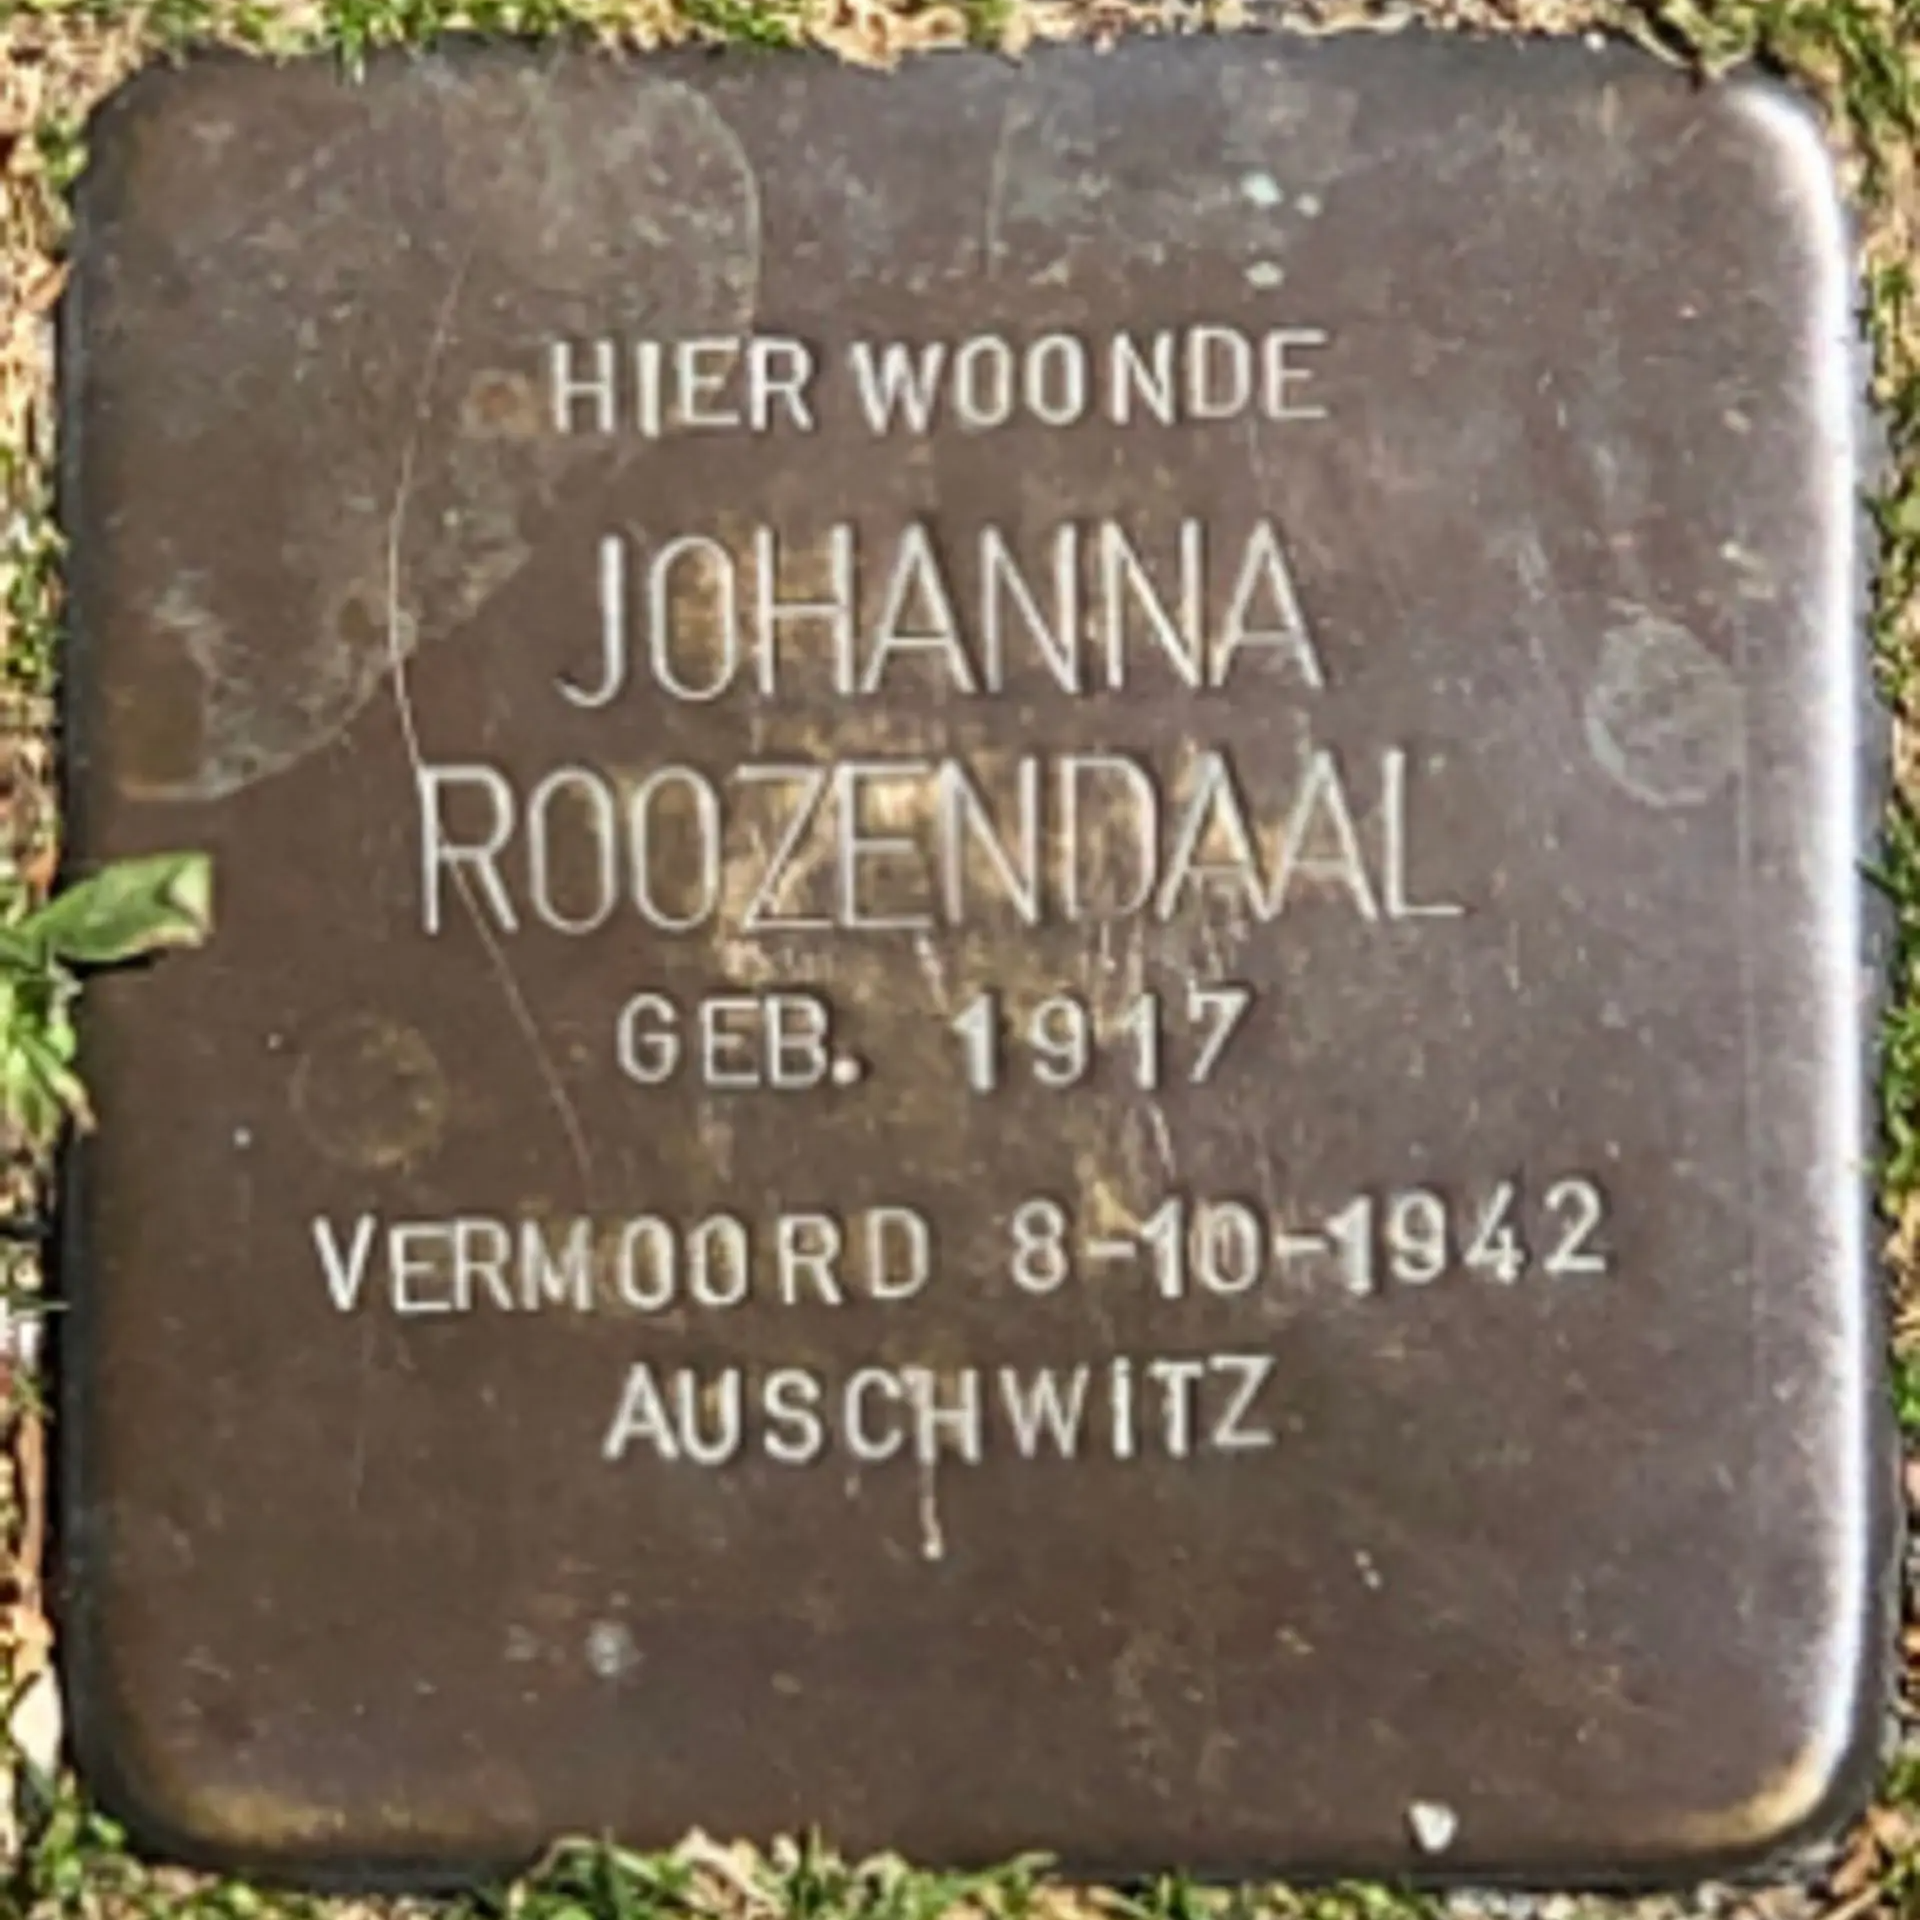 HIER WOONDE
JOHANNA
ROOZENDAAL
GEB. 1917
VERMOORD 8-10-1942
AUSCHWITZ